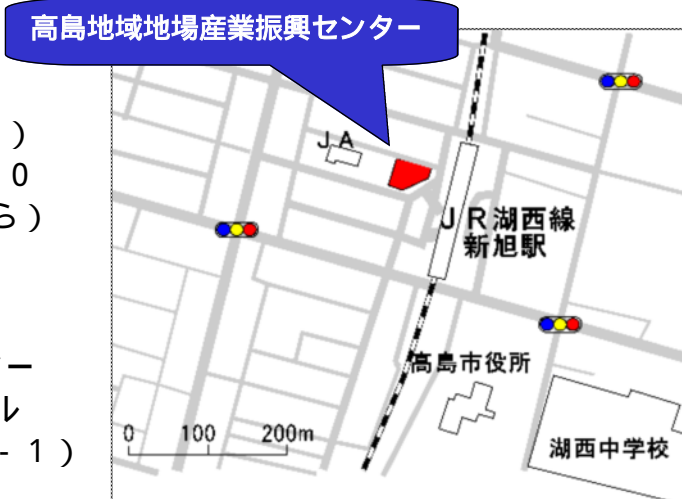 高島地域地場産業振興センター
)
0
ら)
ー
ル
-1)
JA
JR湖西線
新旭駅
高島市役所
湖西中学校
0 100 200m